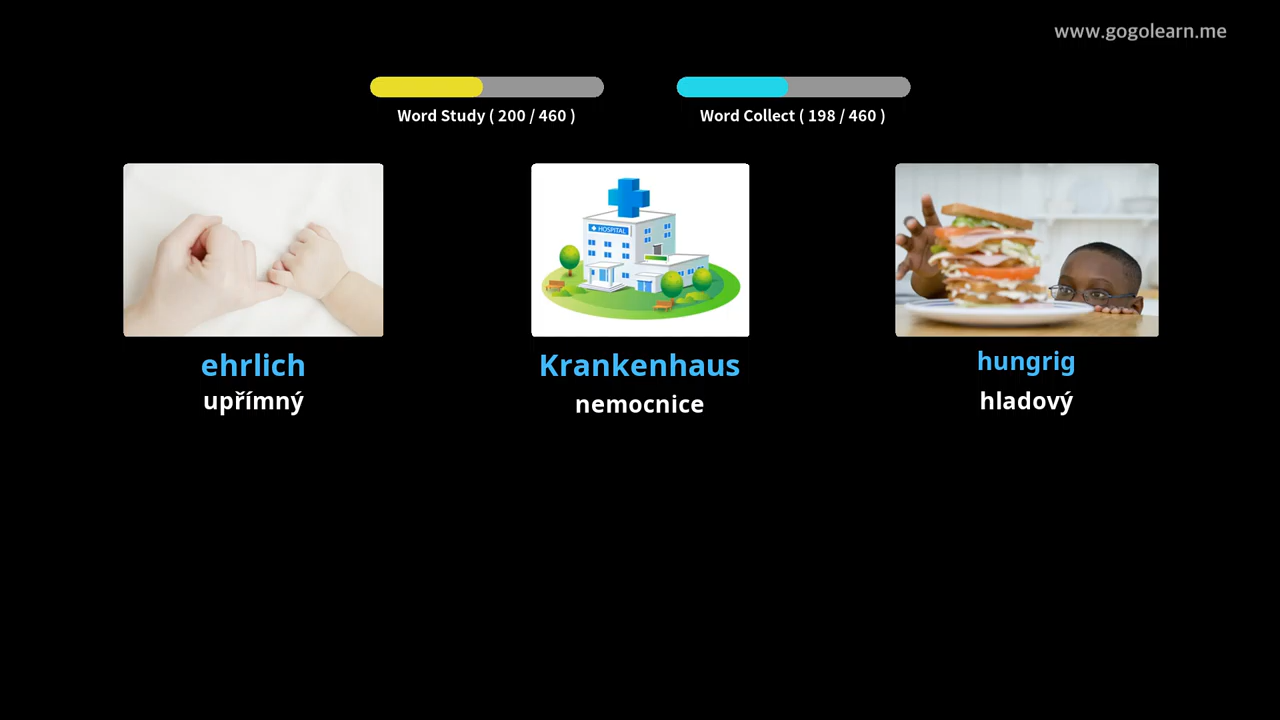 www.gogolearn.me
Word Study ( 200 / 460 )
Word Collect ( 198 / 460 )
HOSPITAL
ehrlich
Krankenhaus
hungrig
upřímný
nemocnice
hladový